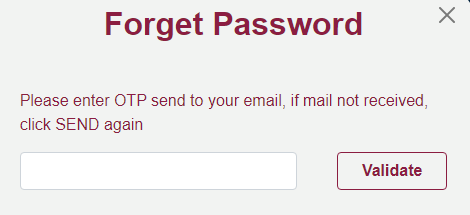 Forget Password
Please enter OTP send to your email, if mail not received,
click SEND again
Validate